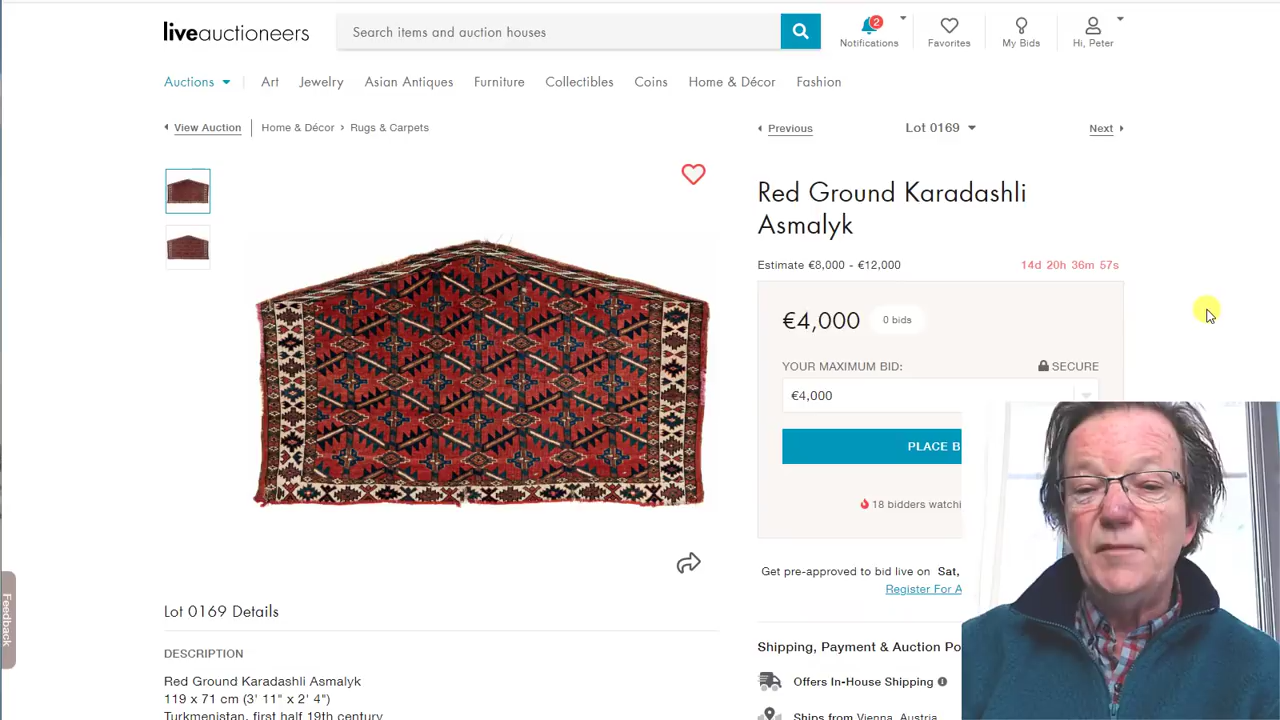 liveauctioneers
Search items and auction houses
2
Notifications
Favorites
My Bids
Hi, Peter
Auctions
Art
Jewelry
Asian Antiques
Furniture
Collectibles
Coins
Home & Décor
Fashion
View Auction
Home & Décor › Rugs & Carpets
Previous
Lot 0169
Next
Red Ground Karadashli
Asmalyk
Estimate €8,000 - €12,000
14d 20h 36m 57s
€4,000
0 bids
YOUR MAXIMUM BID:
SECURE
€4,000
PLACE B
18 bidders watchi
Get pre-approved to bid live on Sat,
Register For A
Feedback
Lot 0169 Details
DESCRIPTION
Red Ground Karadashli Asmalyk
119 x 71 cm (3' 11" x 2' 4")
Turkmenistan, first half 19th century
Shipping, Payment & Auction Po
Offers In-House Shipping
Ships from Vienna, Austria